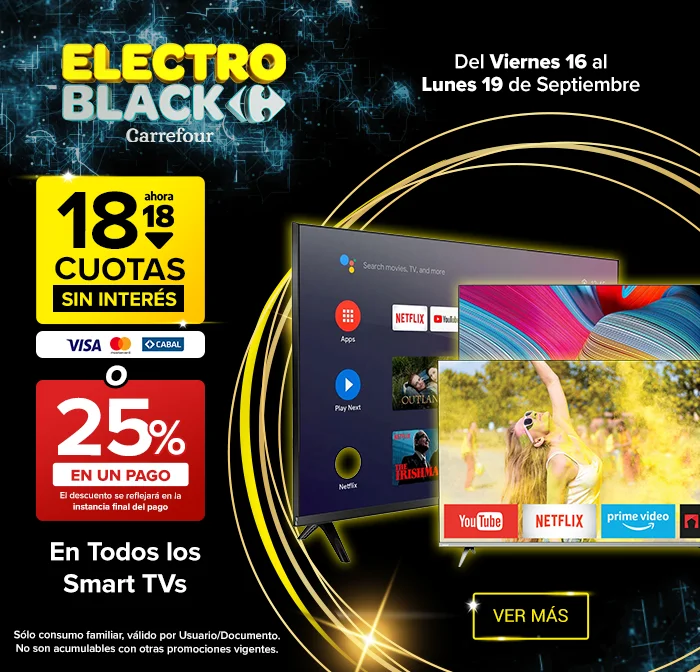 ELECTRO
BLACK
Carrefour
Del Viernes 16 al
Lunes 19 de Septiembre
18 ahora 18
CUOTAS
SIN INTERÉS
VISA mastercard CABAL
O
25%
EN UN PAGO
El descuento se reflejará en la
instancia final del pago
En Todos los
Smart TVs
Search movies, TV, and more
Apps
NETFLIX YouTube
Play Next
OUTLAN
Netflix
THE
IRISHMA
YouTube NETFLIX prime video
VER MÁS
Sólo consumo familiar, válido por Usuario/Documento.
No son acumulables con otras promociones vigentes.